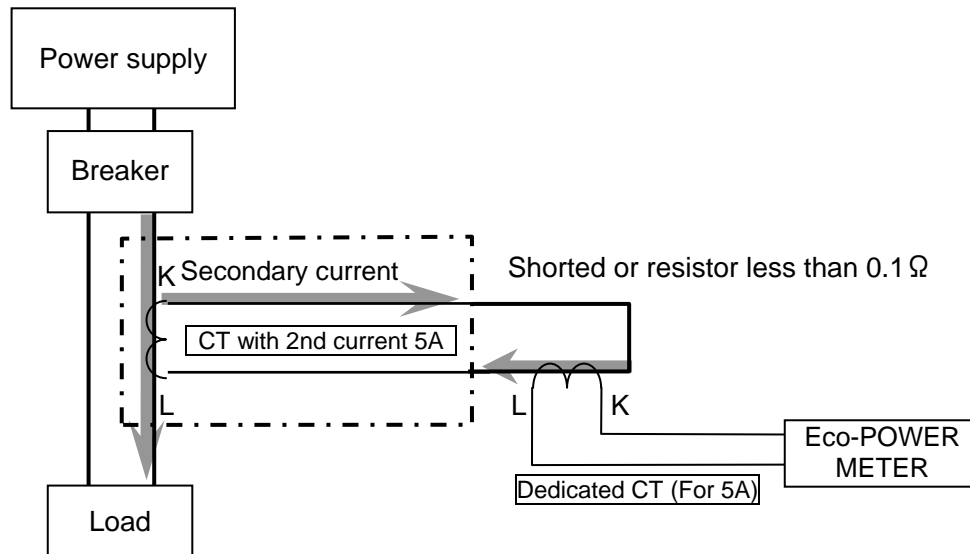 Power supply
Breaker
K
Secondary current
Shorted or resistor less than 0.1Ω
CT with 2nd current 5A
L
L
K
Eco-POWER
METER
Dedicated CT (For 5A)
Load